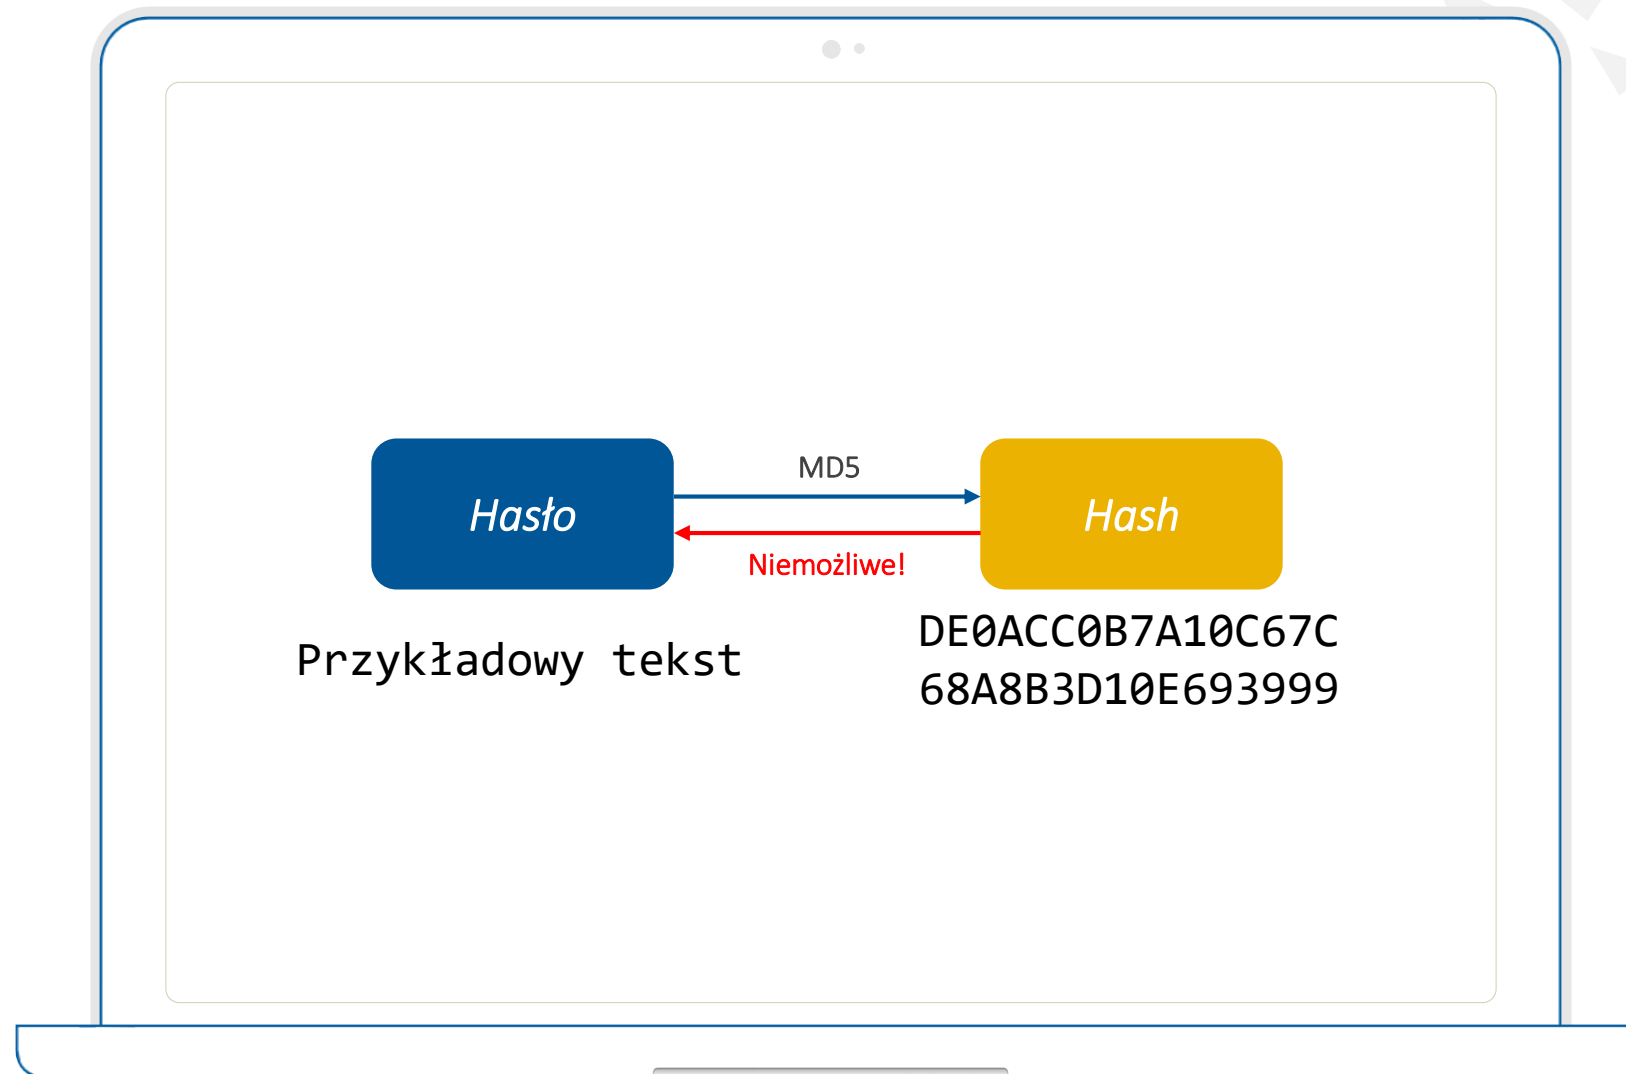 MD5
Hasło
Hash
Niemożliwe!
Przykładowy tekst
DE0ACC0B7A10C67C
68A8B3D10E693999